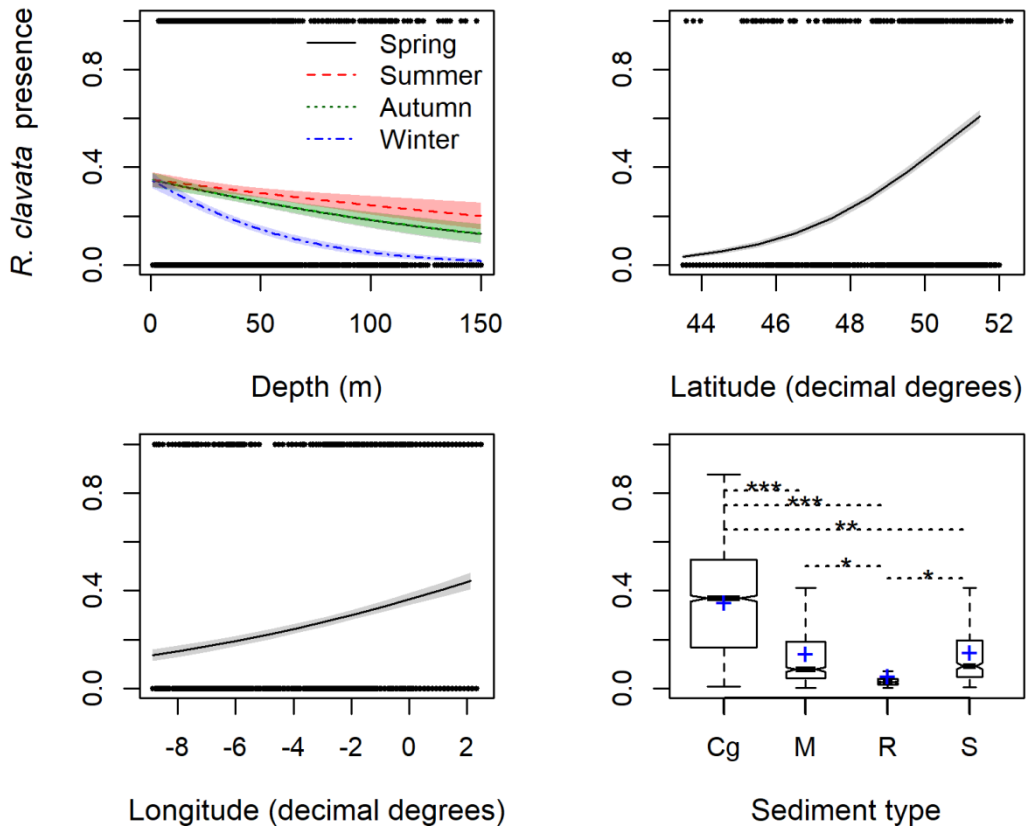 R. clavata presence
0.0
0.4
0.8
Spring
Summer
Autumn
Winter
0 50 100 150
Depth (m)
0.0
0.4
0.8
44 46 48 50 52
Latitude (decimal degrees)
0.0
0.4
0.8
-8 -6 -4 -2 0 2
Longitude (decimal degrees)
0.0
0.4
0.8
***
***
**
*
*
Cg M R S
Sediment type